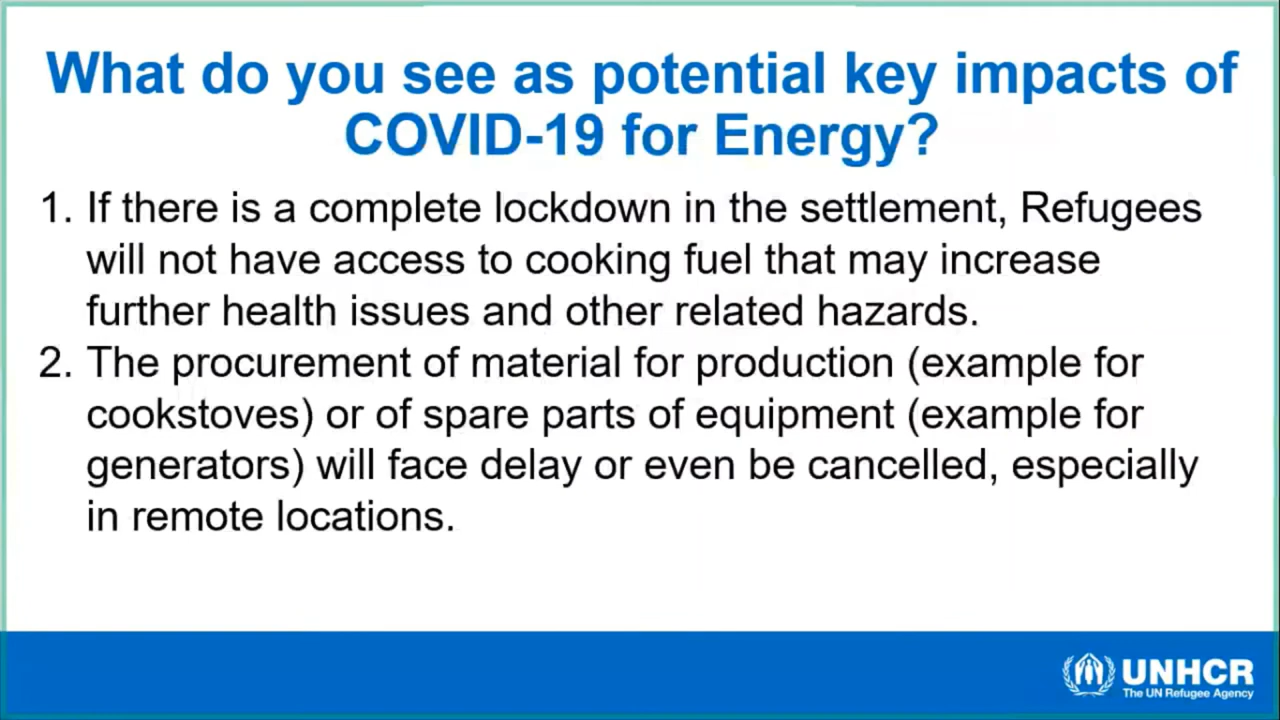 What do you see as potential key impacts of
COVID-19 for Energy?
1. If there is a complete lockdown in the settlement, Refugees
will not have access to cooking fuel that may increase
further health issues and other related hazards.
2. The procurement of material for production (example for
cookstoves) or of spare parts of equipment (example for
generators) will face delay or even be cancelled, especially
in remote locations.
UNHCR
The UN Refugee Agency